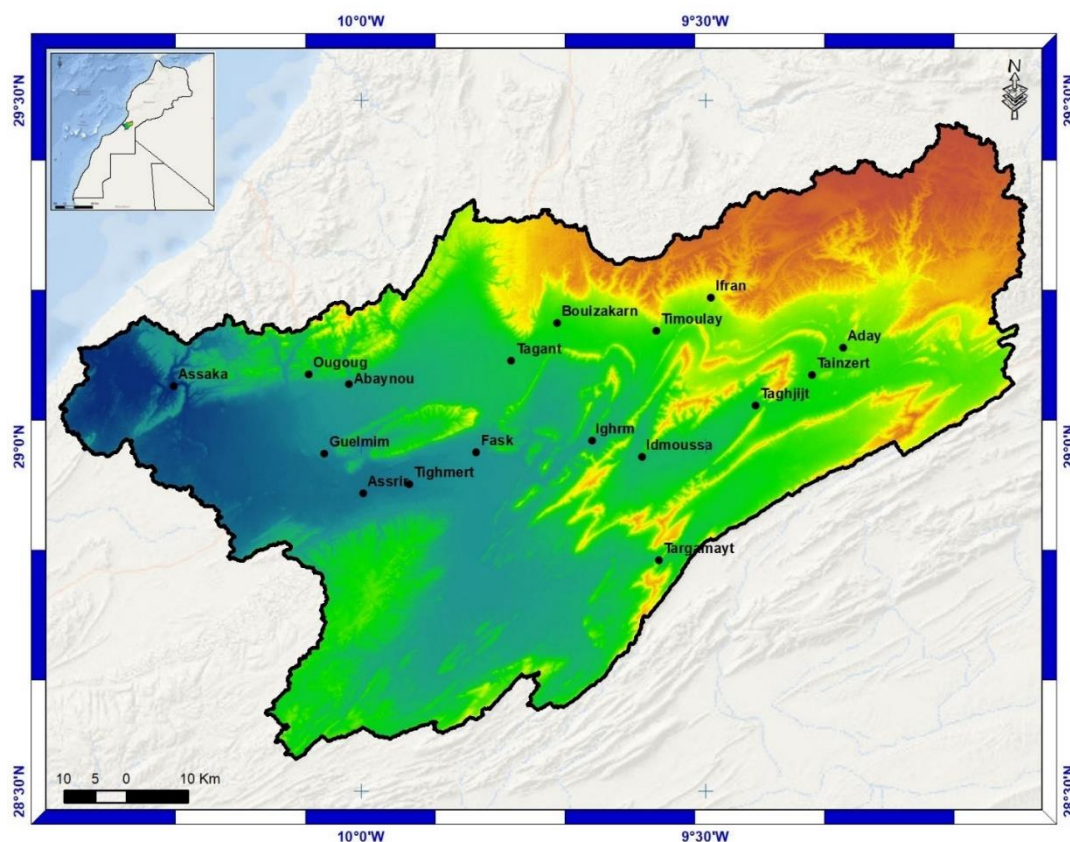 10°0'W
9°30'W
29°30'N
29°30'N
N
Ifran
Bouizakarn
Timoulay
Aday
Tagant
Tainzert
Ougoug
Assaka
Abaynou
Taghjijt
29°0'N
29°0'N
Ighrm
Guelmim
Fask
Idmoussa
Tighmert
Assrir
Targamayt
10 5 0 10 Km
28°30'N
28°30'N
10°0'W
9°30'W